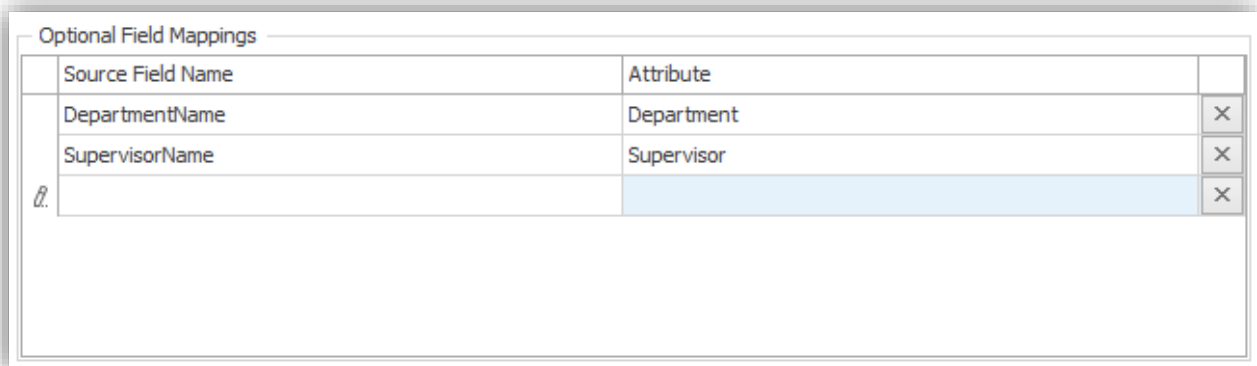 Optional Field Mappings
Source Field Name Attribute
DepartmentName Department
SupervisorName Supervisor